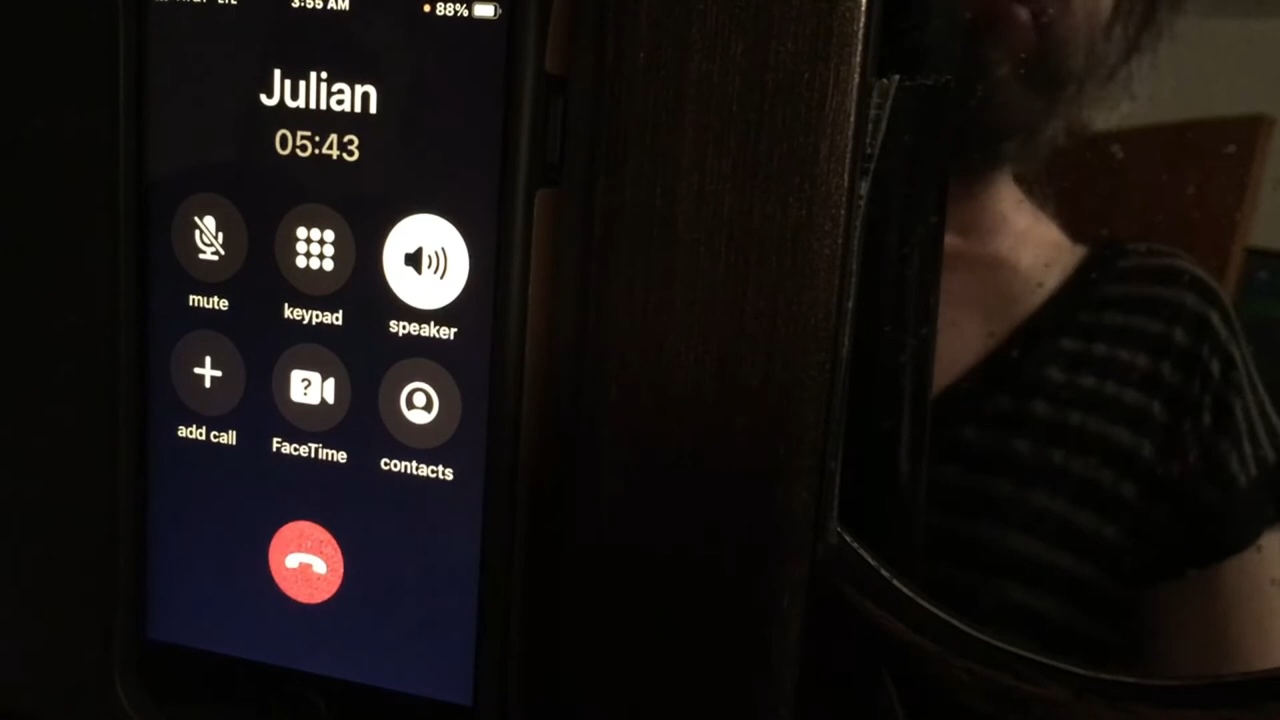 3:55 AM 88%
Julian
05:43
mute keypad speaker
?
add call FaceTime contacts